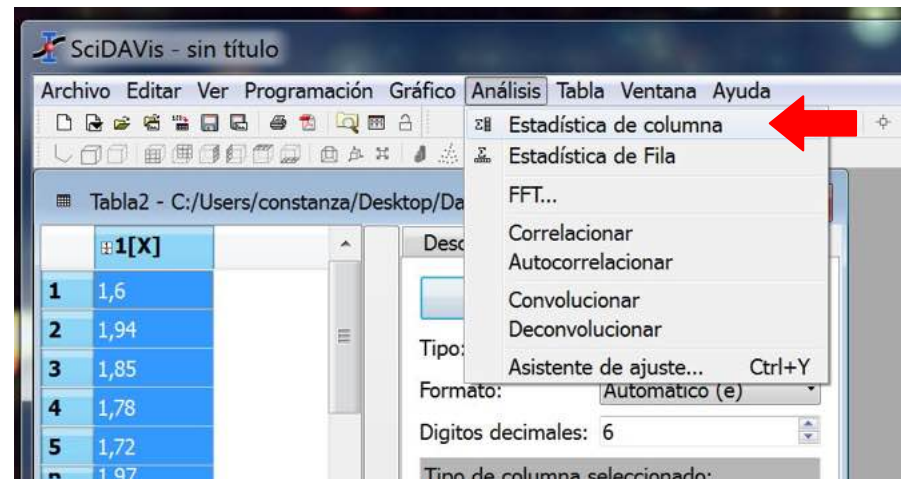 SciDAVis - sin título
Archivo Editar Ver Programación Gráfico Análisis Tabla Ventana Ayuda
Estadística de columna
Estadística de Fila
Tabla2 - C:/Users/constanza/Desktop/Da
FFT...
1[X]
Desc
Correlacionar
Autocorrelacionar
1 1,6
Convolucionar
2 1,94
Deconvolucionar
Tipo:
3 1,85
Asistente de ajuste... Ctrl+Y
Formato: Automático (e)
4 1,78
Digitos decimales: 6
5 1,72
1,97
Tipo de columna seleccionado: